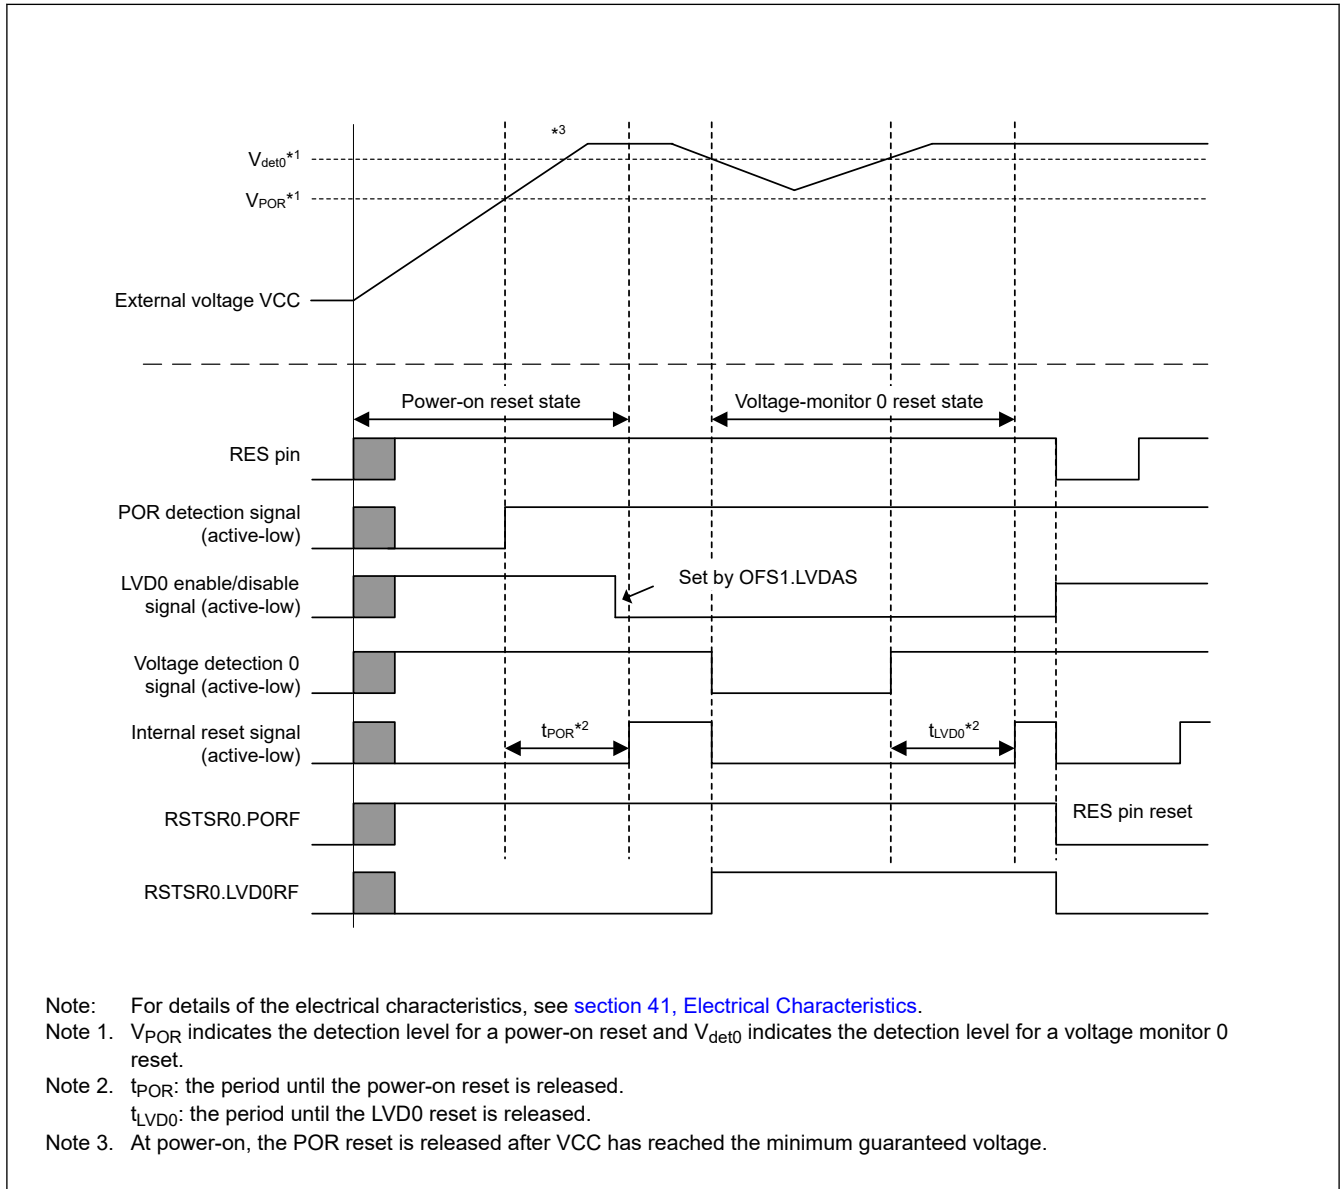 *3
Vdet0*1
VPOR*1
External voltage VCC
Power-on reset state
Voltage-monitor 0 reset state
RES pin
POR detection signal
(active-low)
LVD0 enable/disable
signal (active-low)
Set by OFS1.LVDAS
Voltage detection 0
signal (active-low)
Internal reset signal
(active-low)
tPOR*2
tLVD0*2
RSTSR0.PORF
RES pin reset
RSTSR0.LVD0RF
Note: For details of the electrical characteristics, see section 41, Electrical Characteristics.
Note 1. VPOR indicates the detection level for a power-on reset and Vdet0 indicates the detection level for a voltage monitor 0
reset.
Note 2. tPOR: the period until the power-on reset is released.
tLVD0: the period until the LVD0 reset is released.
Note 3. At power-on, the POR reset is released after VCC has reached the minimum guaranteed voltage.